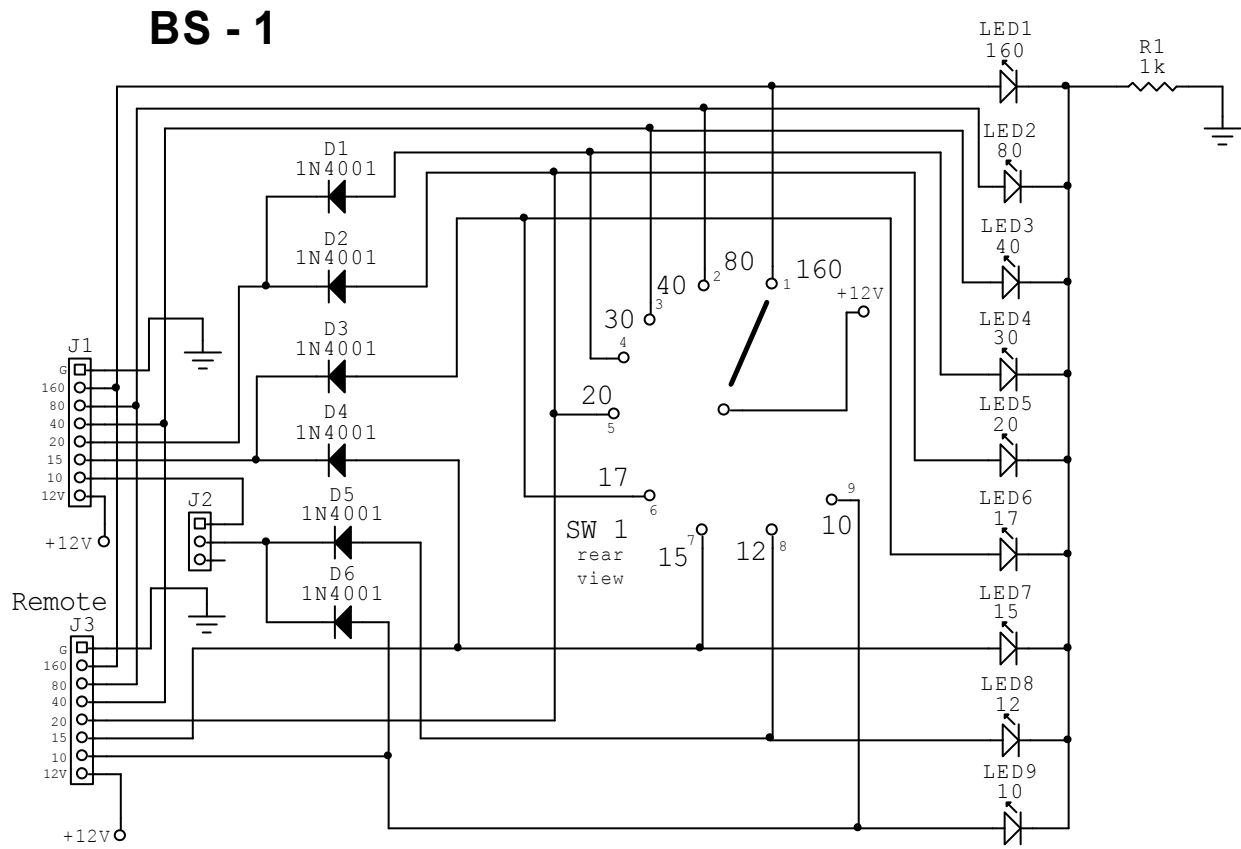 BS - 1
LED1
160
R1
1k
LED2
80
D1
1N4001
D2
1N4001
LED3
40
80
2
160
1
40
+12V
3
30
4
LED4
30
D3
1N4001
J1
G
160
80
40
20
15
10
12V
+12V
20
5
LED5
20
D4
1N4001
17
6
SW 1
rear
view
9
10
LED6
17
J2
D5
1N4001
7
15
12
8
D6
1N4001
Remote
J3
G
160
80
40
20
15
10
12V
+12V
LED7
15
LED8
12
LED9
10